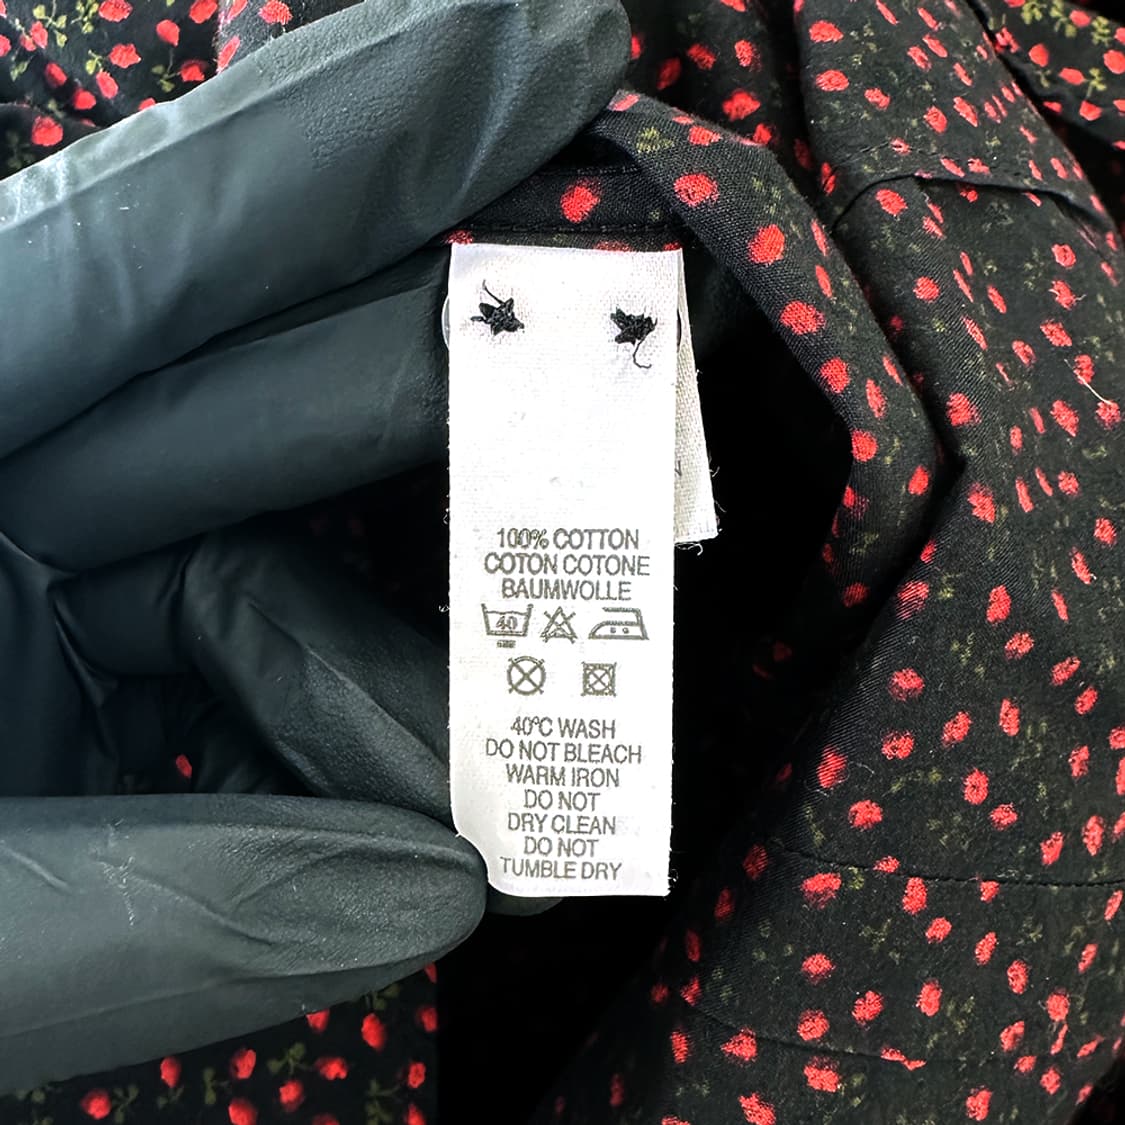 100% COTTON
COTON COTONE
BAUMWOLLE
40
40°C WASH
DO NOT BLEACH
WARM IRON
DO NOT
DRY CLEAN
DO NOT
TUMBLE DRY